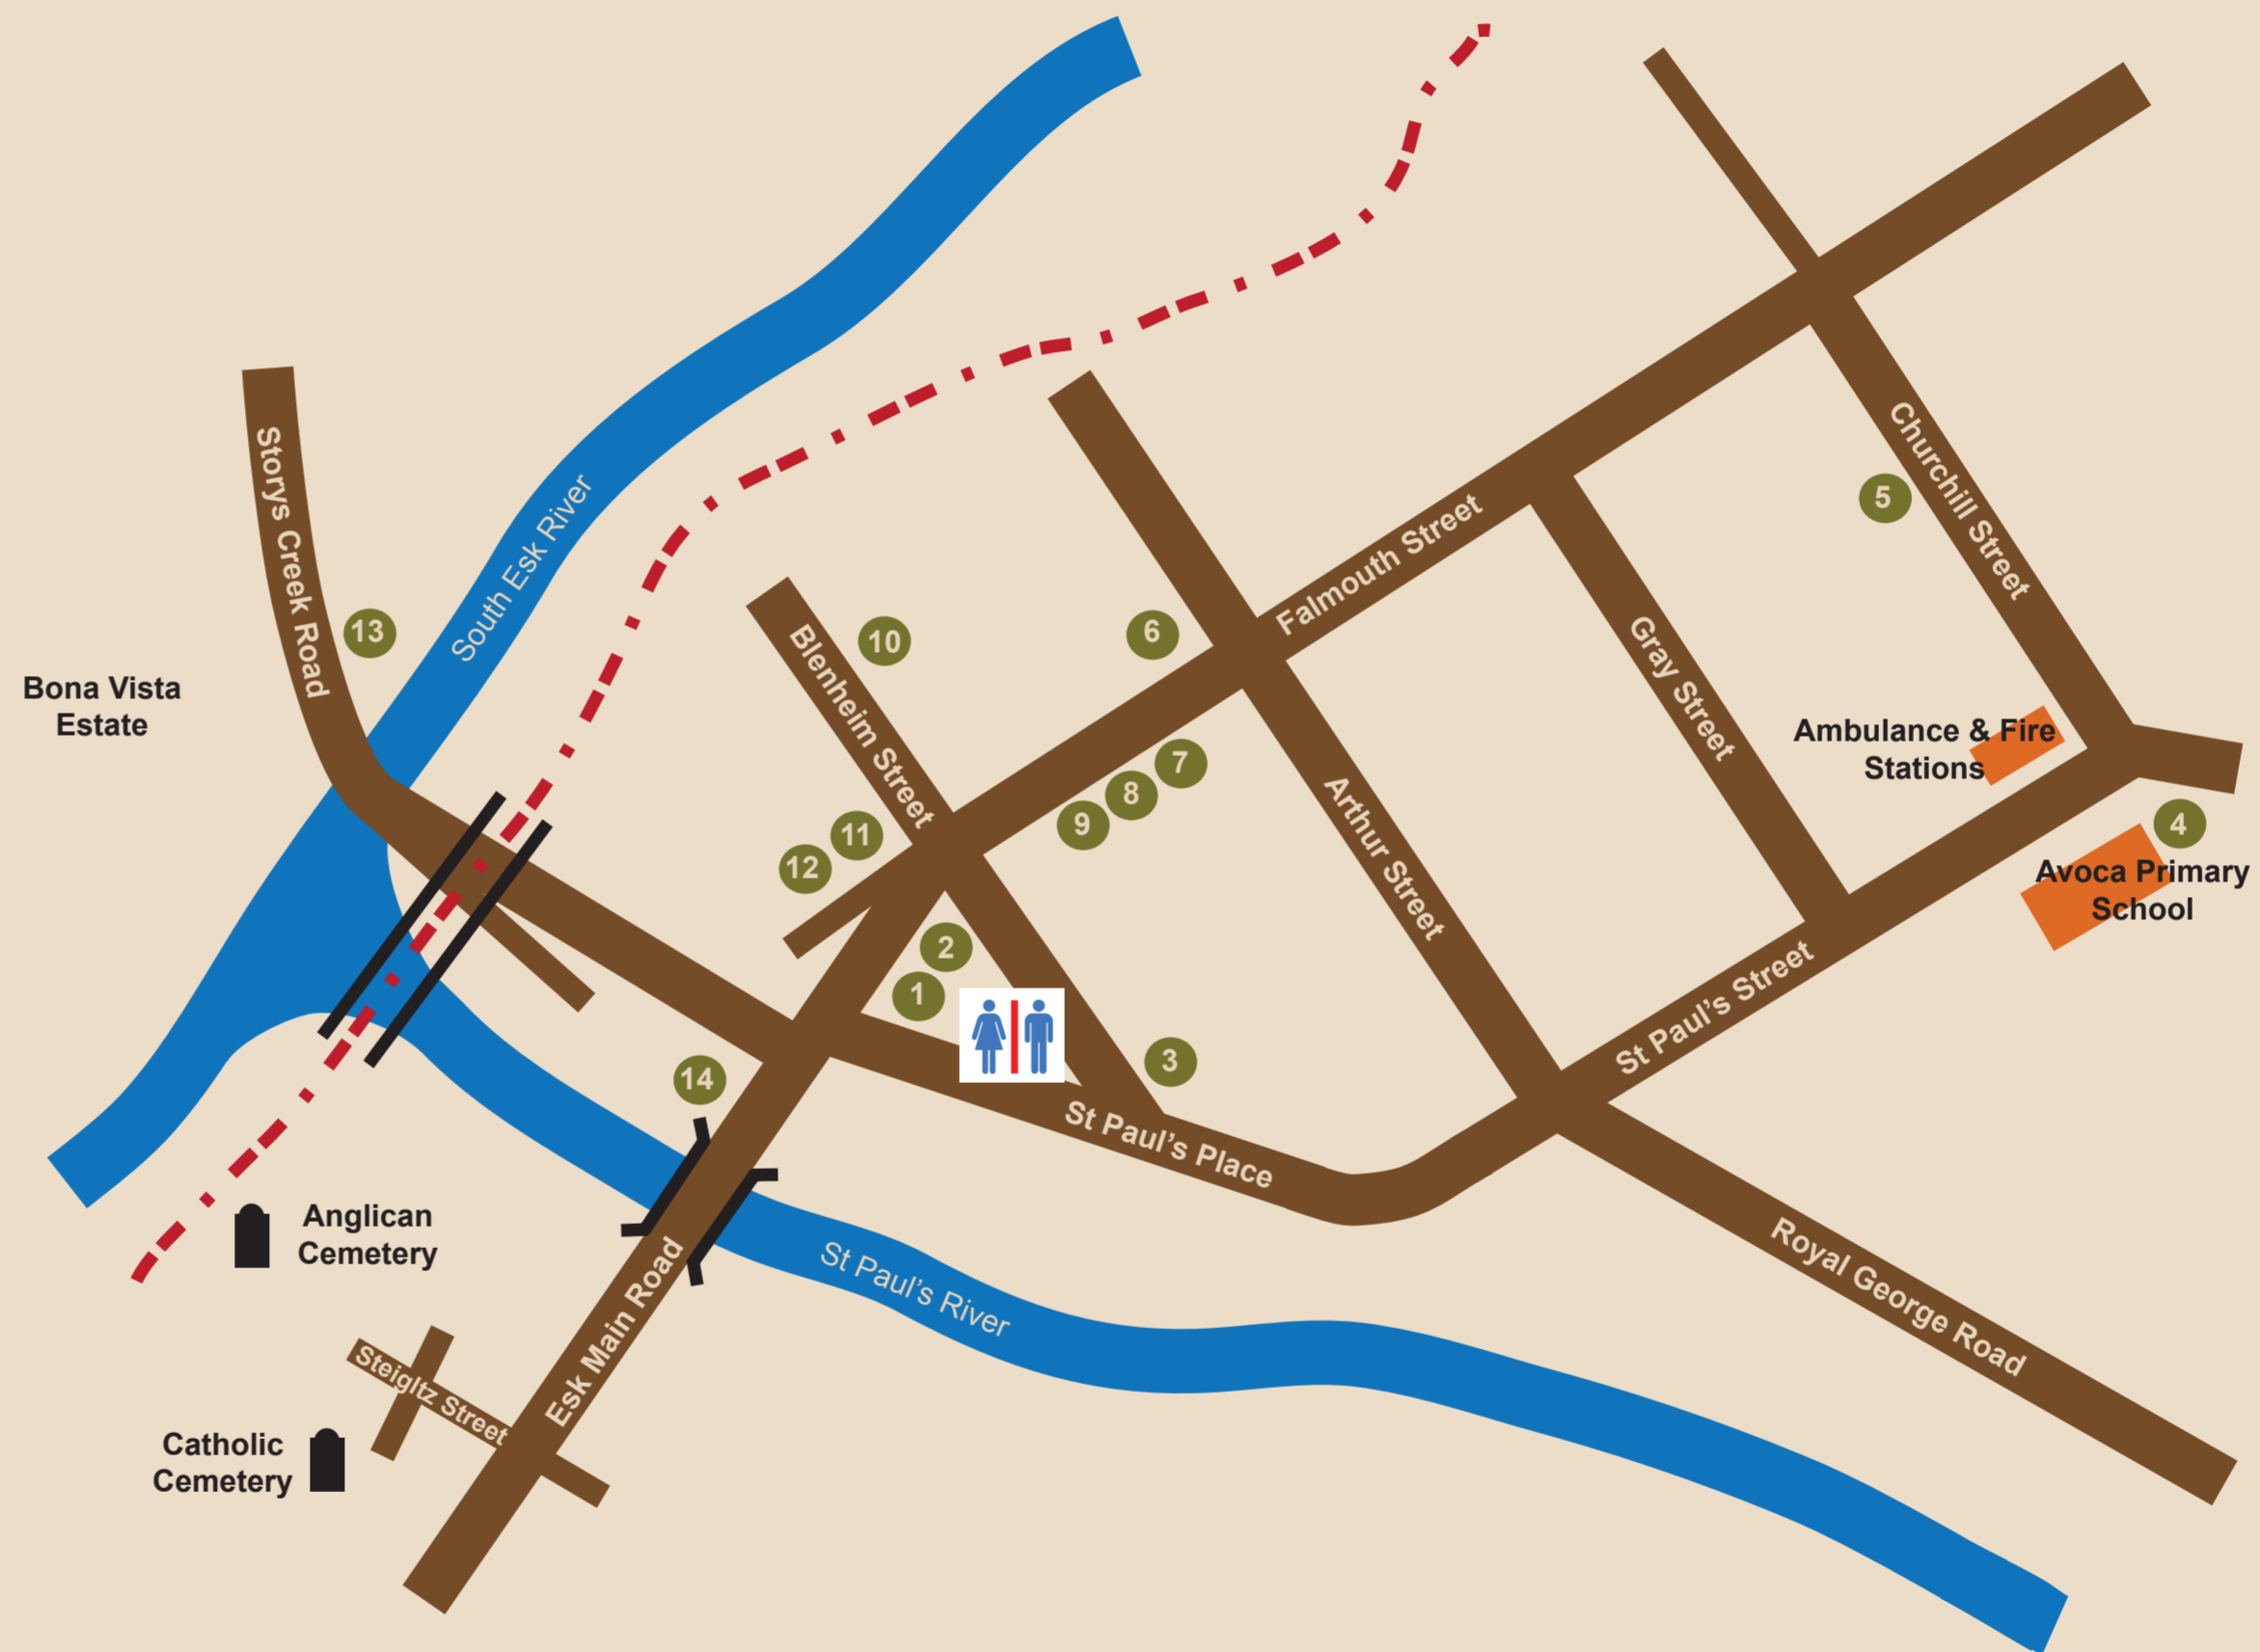 Storys Creek Road
South Esk River
Bona Vista
Estate
13
10
6
5
Falmouth Street
Churchill Street
Blenheim Street
Gray Street
Ambulance & Fire
Stations
7
8
9
11
12
Arthur Street
4
Avoca Primary
School
2
1
St Paul's Street
3
14
St Paul's Place
Anglican
Cemetery
St Paul's River
Royal George Road
Esk Main Road
Steigltz Street
Catholic
Cemetery